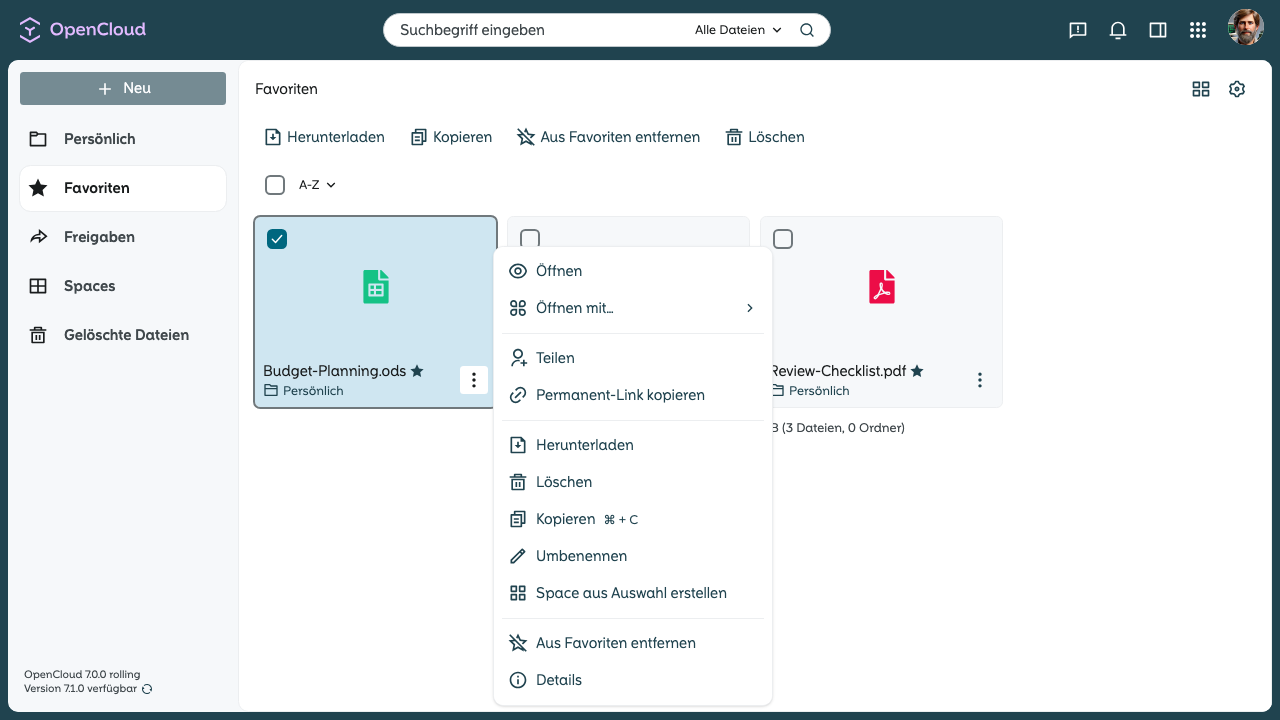 OpenCloud
Suchbegriff eingeben
Alle Dateien
Neu
Persönlich
Favoriten
Freigaben
Spaces
Gelöschte Dateien
OpenCloud 7.0.0 rolling
Version 7.1.0 verfügbar
Favoriten
Herunterladen
Kopieren
Aus Favoriten entfernen
Löschen
A-Z
Budget-Planning.ods
Persönlich
Review-Checklist.pdf
Persönlich
B (3 Dateien, 0 Ordner)
Öffnen
Öffnen mit...
Teilen
Permanent-Link kopieren
Herunterladen
Löschen
Kopieren ⌘ + C
Umbenennen
Space aus Auswahl erstellen
Aus Favoriten entfernen
Details